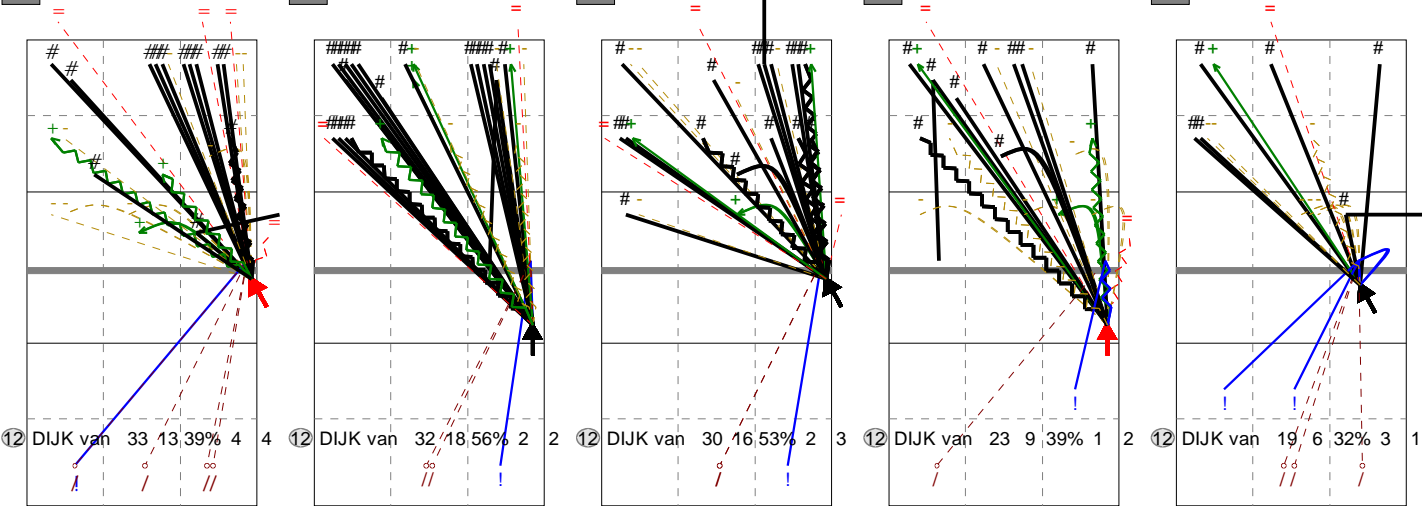 12 DIJK van 33 13 39% 4 4
12 DIJK van 32 18 56% 2 2
12 DIJK van 30 16 53% 2 3
12 DIJK van 23 9 39% 1 2
12 DIJK van 19 6 32% 3 1